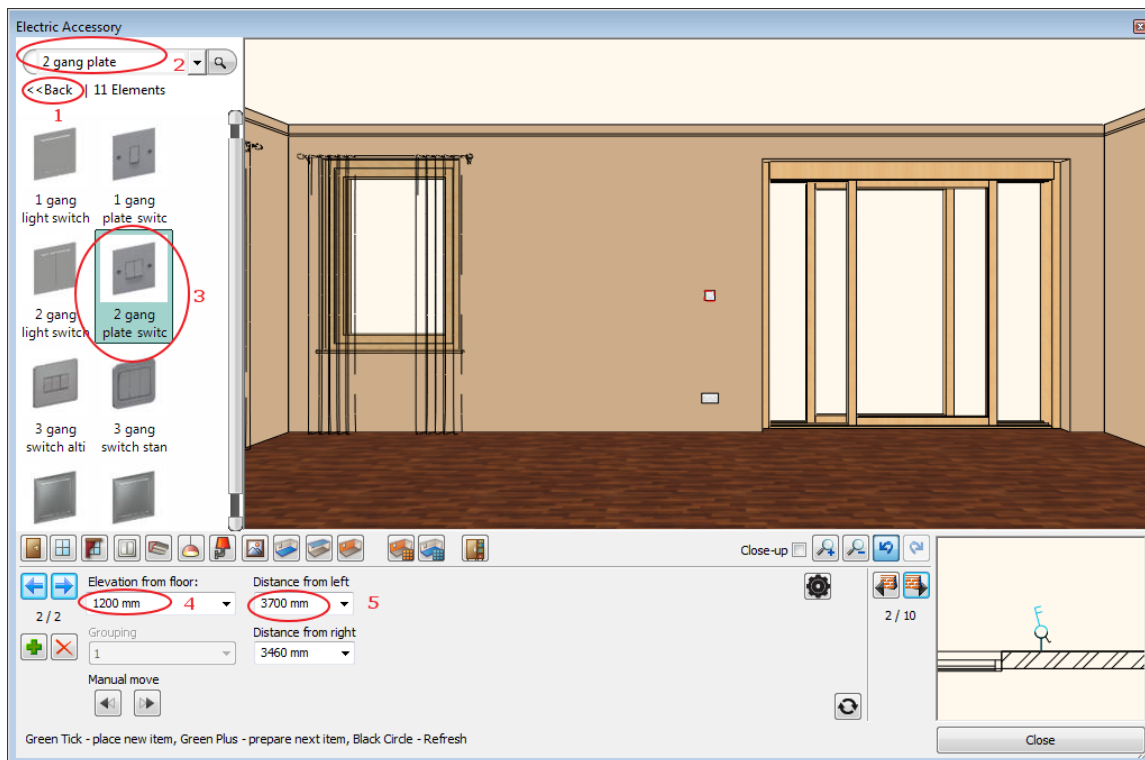 Electric Accessory
2 gang plate
2
<<Back | 11 Elements
1
1 gang
light switch
1 gang
plate switc
2 gang
light switch
2 gang
plate switc
3
3 gang
switch alti
3 gang
switch stan
Close-up
Elevation from floor:
1200 mm
4
Distance from left
3700 mm
5
2 / 2
Grouping
1
Distance from right
3460 mm
Manual move
2 / 10
F
Green Tick - place new item, Green Plus - prepare next item, Black Circle - Refresh
Close